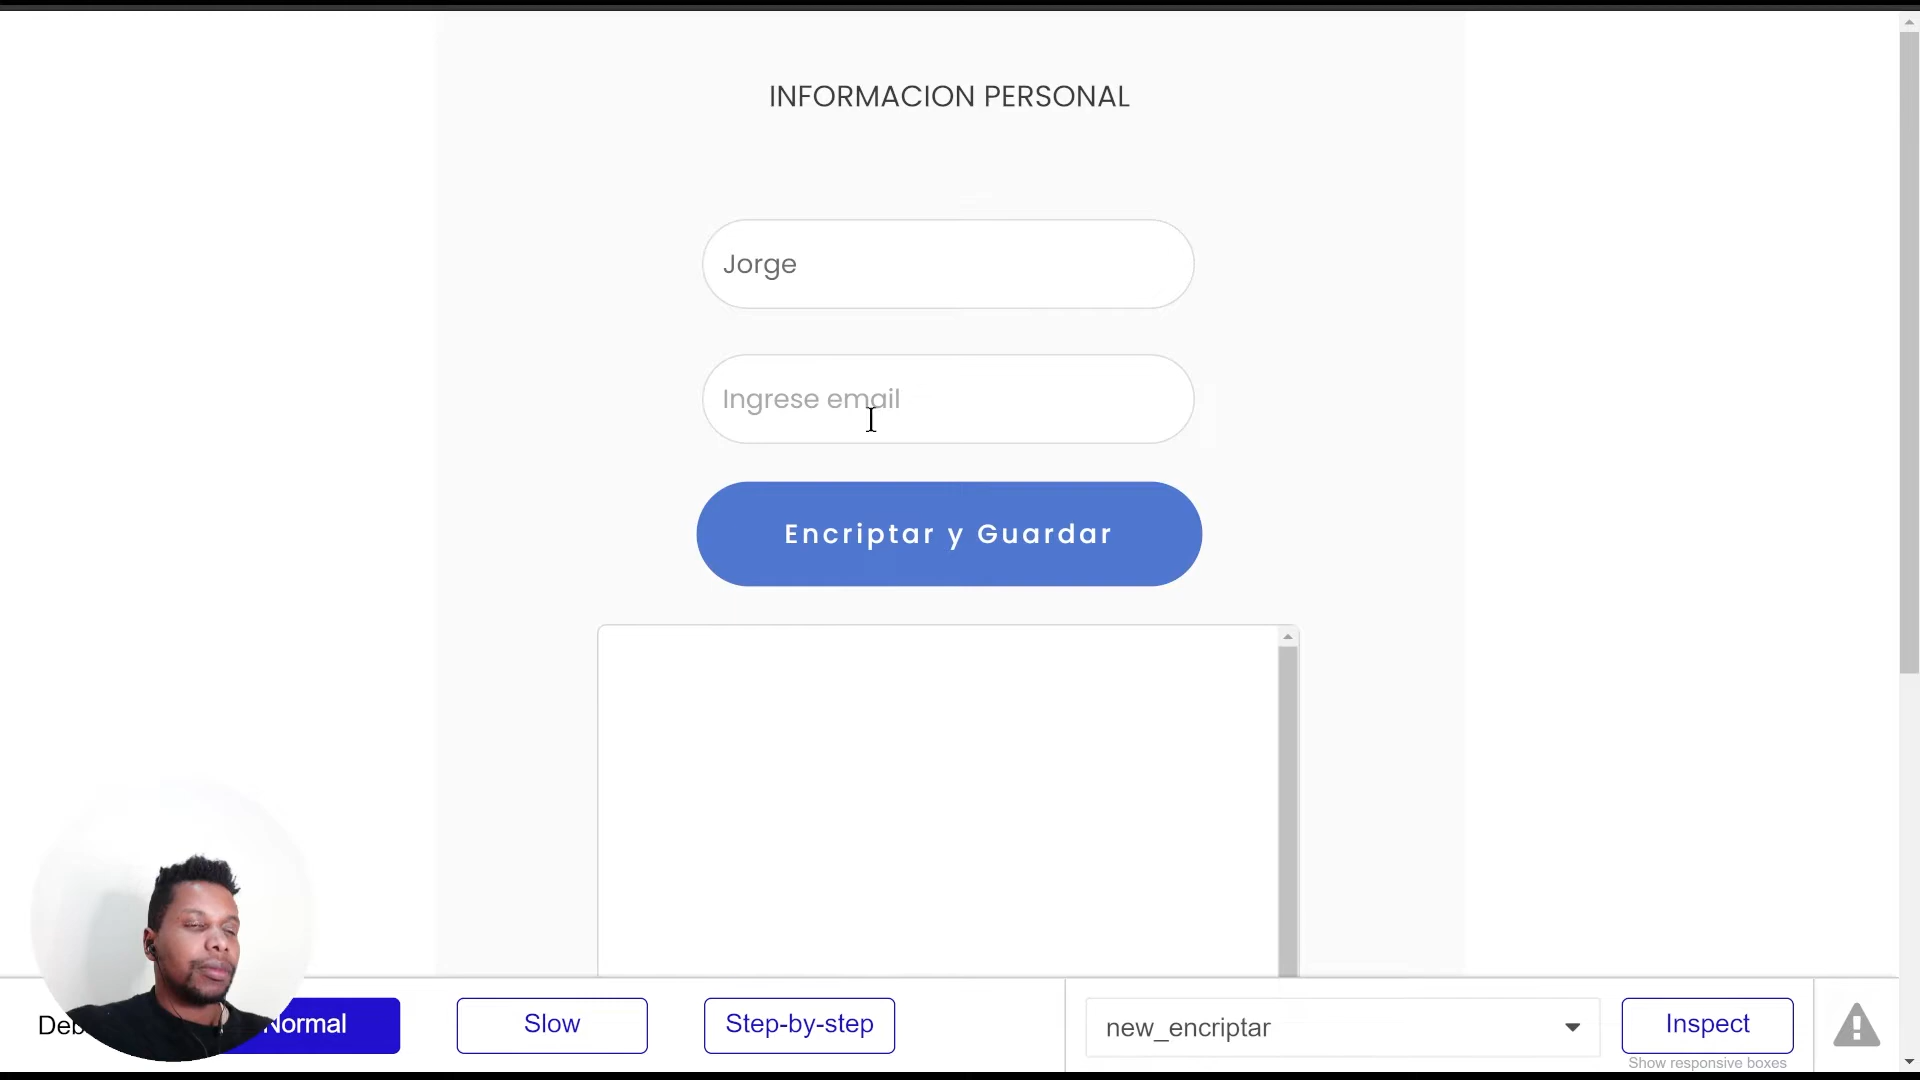 INFORMACION PERSONAL
Jorge
Ingrese email
Encriptar y Guardar
Normal
Slow
Step-by-step
new_encriptar
Inspect
Show responsive boxes